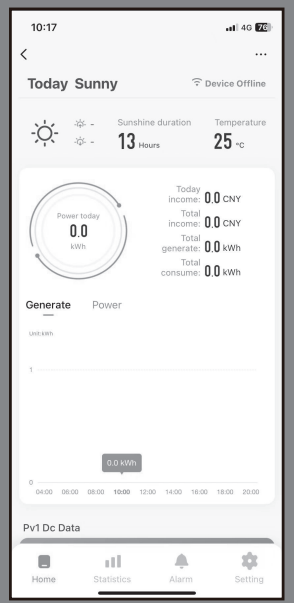 10:17
4G 76
Today Sunny
Device Offline
- Sunshine duration Temperature
- 13 Hours 25 °C
Power today
0.0
kWh
Today
income: 0.0 CNY
Total
income: 0.0 CNY
Total
generate: 0.0 kWh
Total
consume: 0.0 kWh
Generate Power
Unit:kWh
1
0.0 kWh
0
04:00 06:00 08:00 10:00 12:00 14:00 16:00 18:00 20:00
Pv1 Dc Data
Home Statistics Alarm Setting